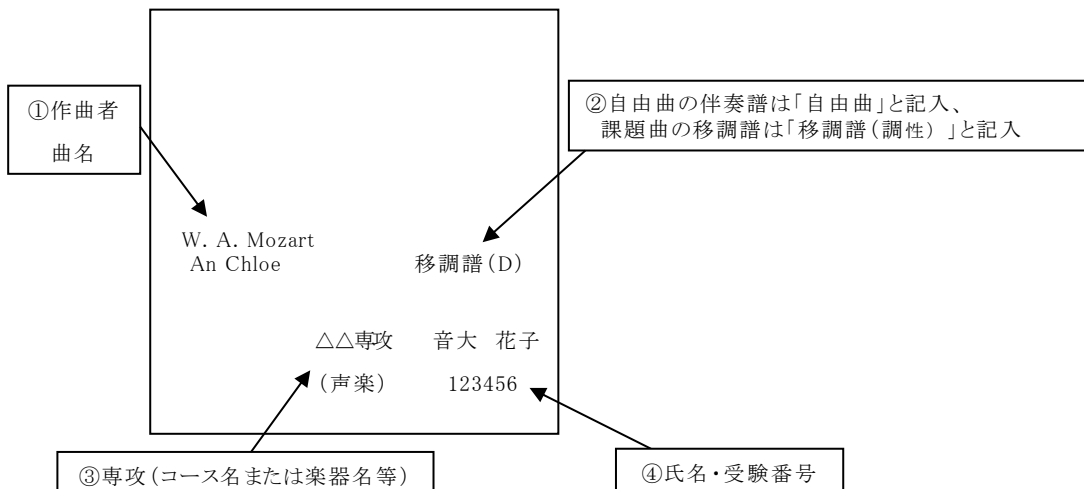 ①作曲者
曲名
②自由曲の伴奏譜は「自由曲」と記入、
課題曲の移調譜は「移調譜(調性)」と記入
W. A. Mozart
An Chloe
移調譜(D)
△△専攻 音大 花子
(声楽) 123456
③専攻(コース名または楽器名等)
④氏名・受験番号